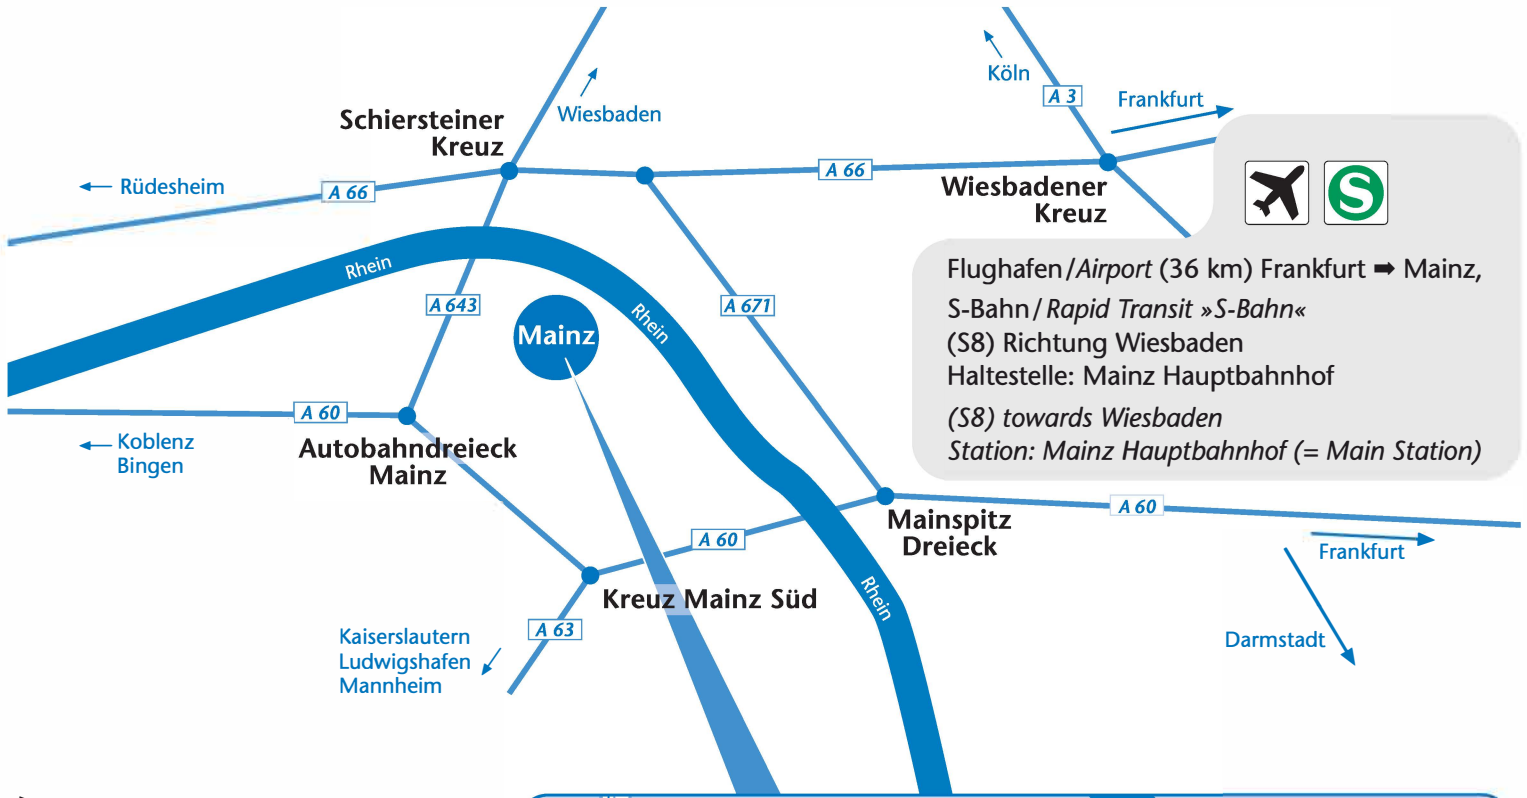 Köln
A 3
Frankfurt
Wiesbaden
Schiersteiner
Kreuz
Rüdesheim
A 66
A 66
Wiesbadener
Kreuz
S
Rhein
A 643
Mainz
Rhein
A 671
Flughafen/Airport (36 km) Frankfurt ➡ Mainz,
S-Bahn/Rapid Transit »S-Bahn«
(S8) Richtung Wiesbaden
Haltestelle: Mainz Hauptbahnhof
(S8) towards Wiesbaden
Station: Mainz Hauptbahnhof (= Main Station)
A 60
Koblenz
Bingen
Autobahndreieck
Mainz
A 60
Mainspitz
Dreieck
A 60
Frankfurt
Kreuz Mainz Süd
Rhein
A 63
Kaiserslautern
Ludwigshafen
Mannheim
Darmstadt